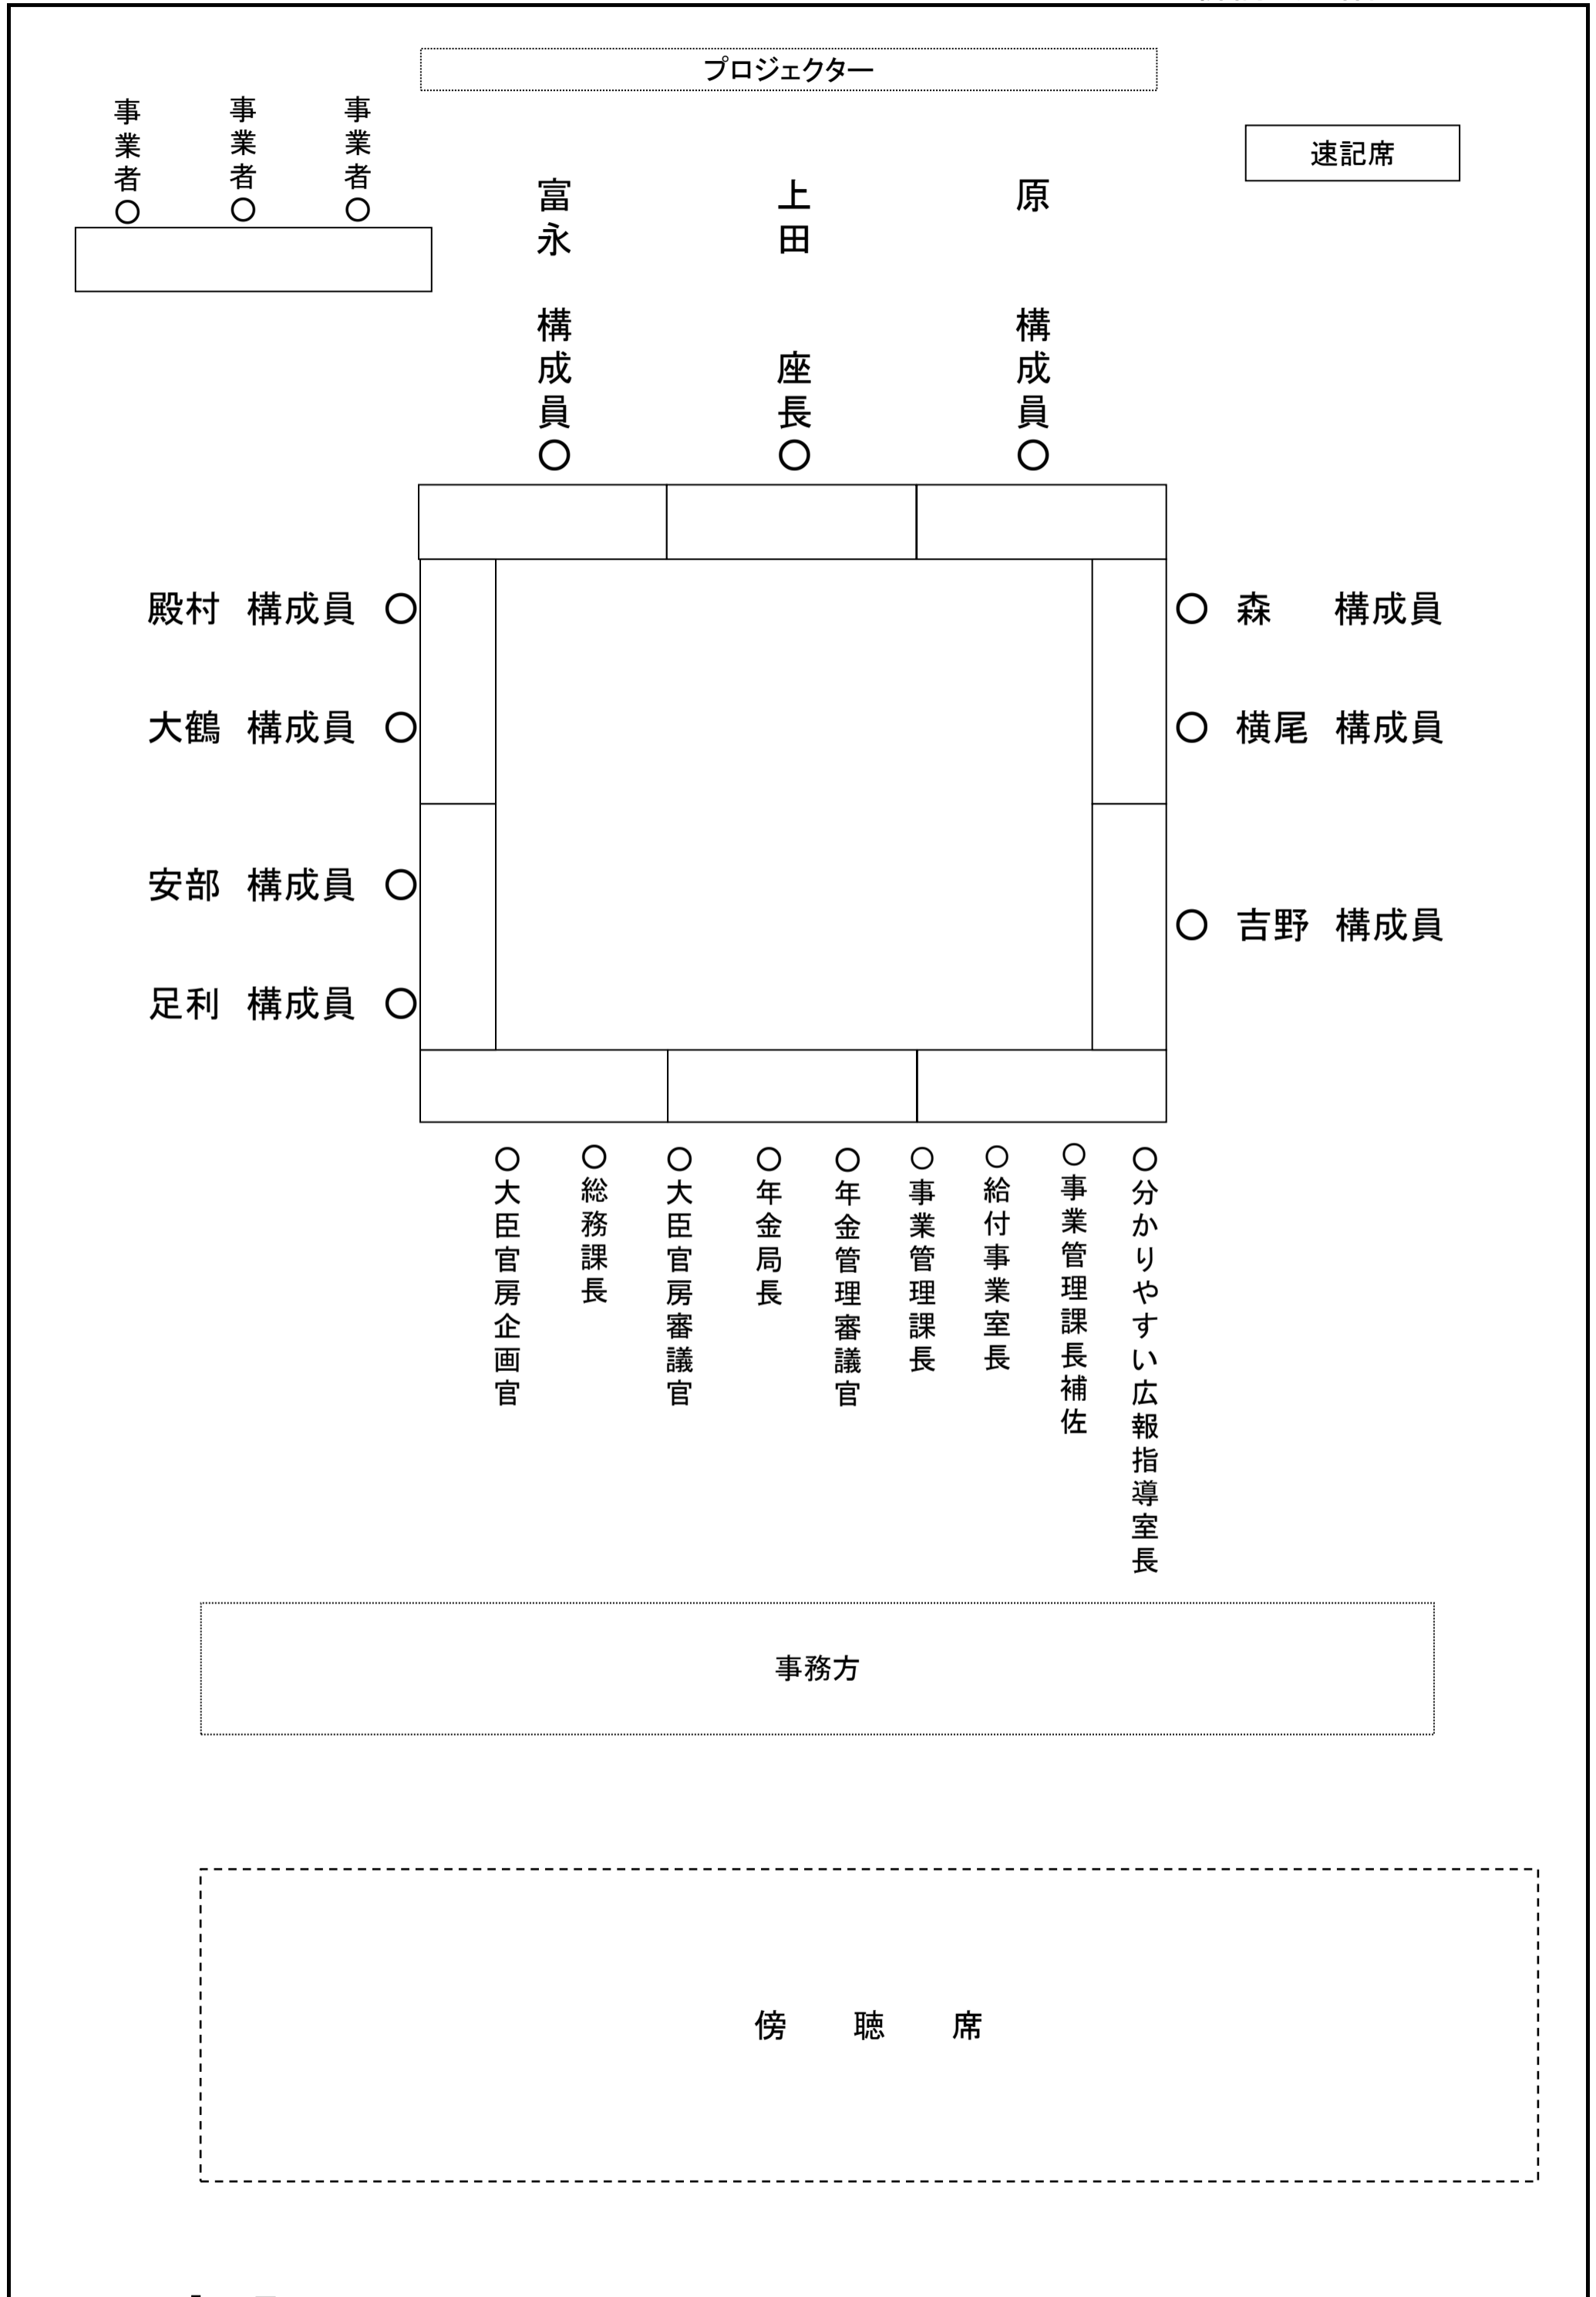 プロジェクター
事業者○
事業者○
事業者○
速記席
富永 構成員○
上田 座長○
原 構成員○
殿村 構成員 ○
○ 森 構成員
大鶴 構成員 ○
○ 横尾 構成員
安部 構成員 ○
○ 吉野 構成員
足利 構成員 ○
○大臣官房企画官
○総務課長
○大臣官房審議官
○年金局長
○年金管理審議官
○事業管理課長
○給付事業室長
○事業管理課長補佐
○分かりやすい広報指導室長
事務方
傍 聴 席